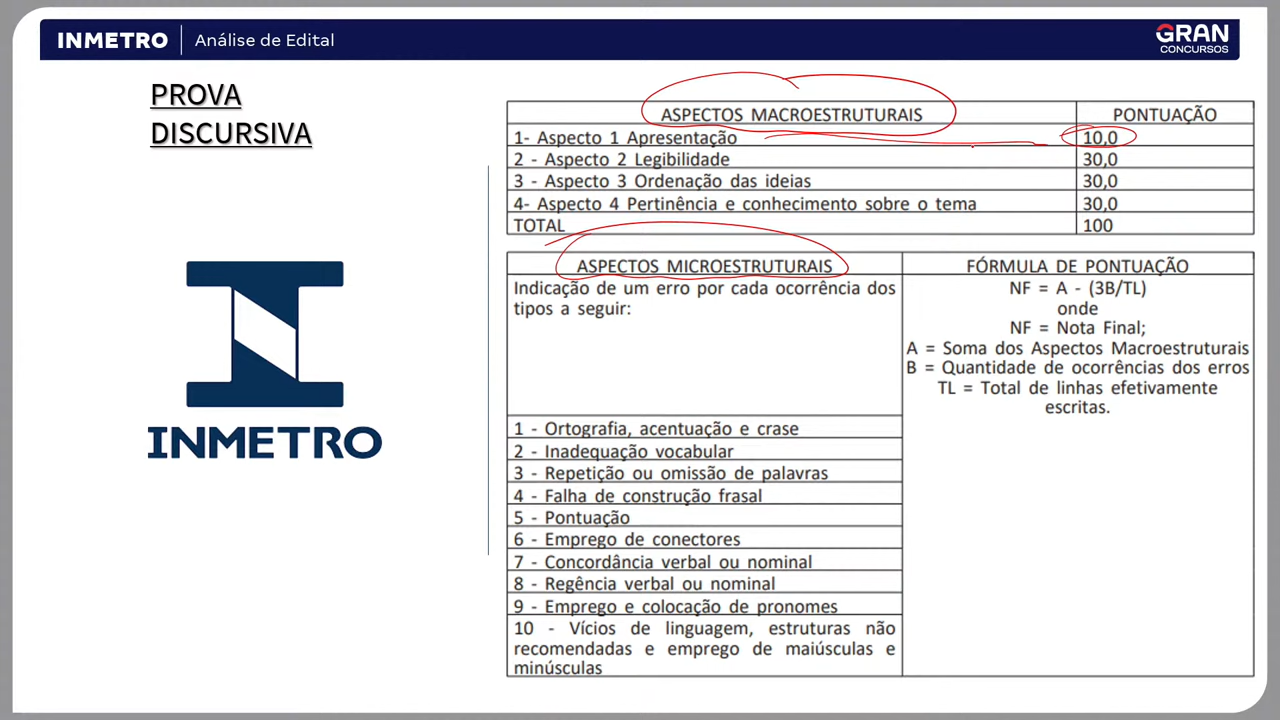 INMETRO | Análise de Edital
GRAN
CONCURSOS
PROVA
DISCURSIVA
INMETRO
ASPECTOS MACROESTRUTURAIS PONTUAÇÃO
1- Aspecto 1 Apresentação 10,0
2 - Aspecto 2 Legibilidade 30,0
3 - Aspecto 3 Ordenação das ideias 30,0
4- Aspecto 4 Pertinência e conhecimento sobre o tema 30,0
TOTAL 100
ASPECTOS MICROESTRUTURAIS
Indicação de um erro por cada ocorrência dos
tipos a seguir:
1 - Ortografia, acentuação e crase
2 - Inadequação vocabular
3 - Repetição ou omissão de palavras
4 - Falha de construção frasal
5 - Pontuação
6 - Emprego de conectores
7 - Concordância verbal ou nominal
8 - Regência verbal ou nominal
9 - Emprego e colocação de pronomes
10 - Vícios de linguagem, estruturas não
recomendadas e emprego de maiúsculas e
minúsculas
FÓRMULA DE PONTUAÇÃO
NF = A - (3B/TL)
onde
NF = Nota Final;
A = Soma dos Aspectos Macroestruturais
B = Quantidade de ocorrências dos erros
TL = Total de linhas efetivamente
escritas.